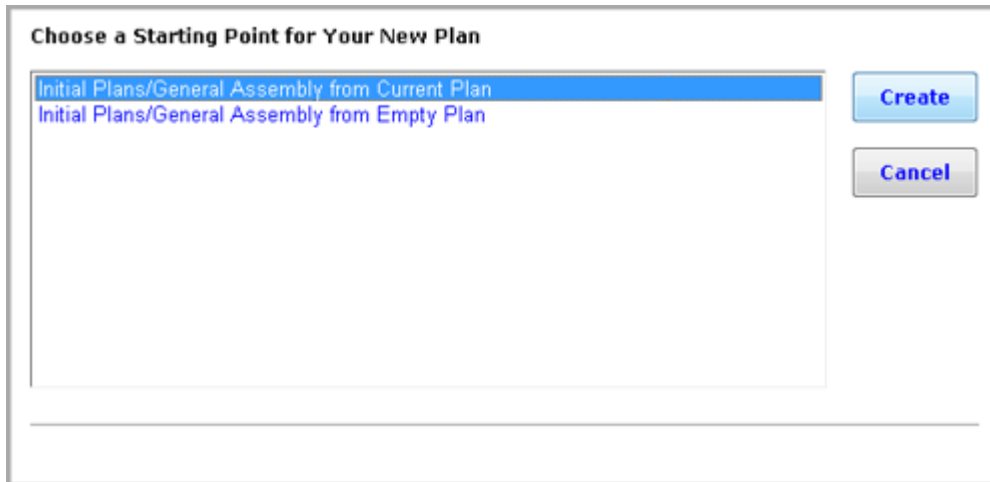 Choose a Starting Point for Your New Plan
Initial Plans/General Assembly from Current Plan
Initial Plans/General Assembly from Empty Plan
Create
Cancel